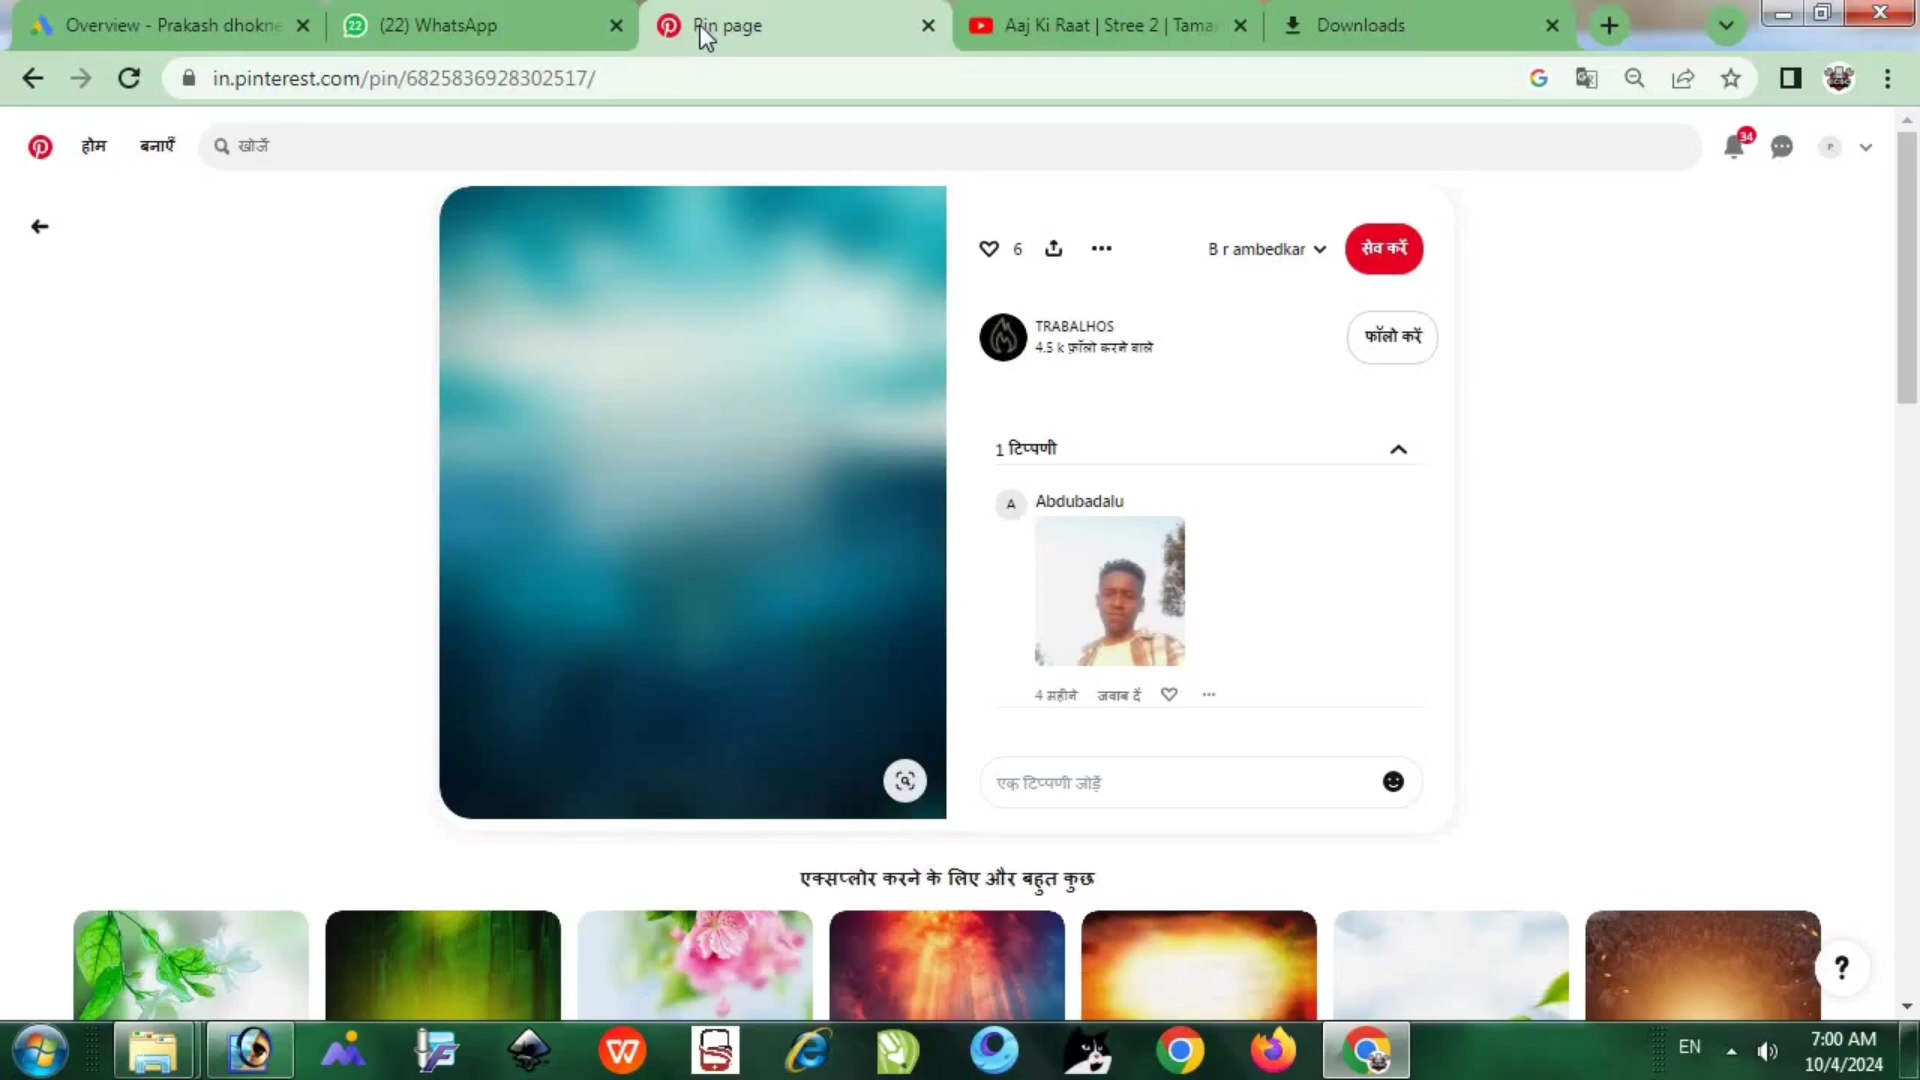 Overview - Prakash dhokne
(22) WhatsApp
Pin page
Aaj Ki Raat | Stree 2 | Tama
Downloads
in.pinterest.com/pin/6825836928302517/
होम
बनाएँ
खोजें
34
P
6
B r ambedkar
सेव करें
TRABALHOS
4.5 k फ़ॉलो करने वाले
फॉलो करें
1 टिप्पणी
A
Abdubadalu
4 महीने
जवाब दें
एक टिप्पणी जोड़ें
एक्सप्लोर करने के लिए और बहुत कुछ
?
EN
7:00 AM
10/4/2024